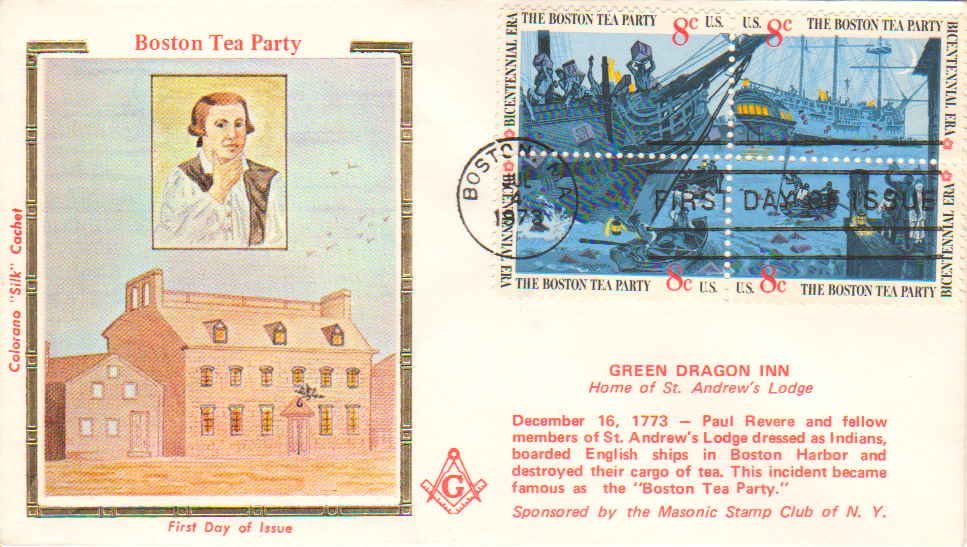 Boston Tea Party
Colorano "Silk" Cachet
First Day of Issue
THE BOSTON TEA PARTY 8c U.S.
BICENTENNIAL ERA
U.S. 8c THE BOSTON TEA PARTY
BICENTENNIAL ERA
BOSTON, MA
JUL
4
1973
FIRST DAY OF ISSUE
BICENTENNIAL ERA
THE BOSTON TEA PARTY 8c U.S.
BICENTENNIAL ERA
U.S. 8c THE BOSTON TEA PARTY
GREEN DRAGON INN
Home of St. Andrew's Lodge
December 16, 1773 — Paul Revere and fellow
members of St. Andrew's Lodge dressed as Indians,
boarded English ships in Boston Harbor and
destroyed their cargo of tea. This incident became
famous as the "Boston Tea Party."
Sponsored by the Masonic Stamp Club of N. Y.
G